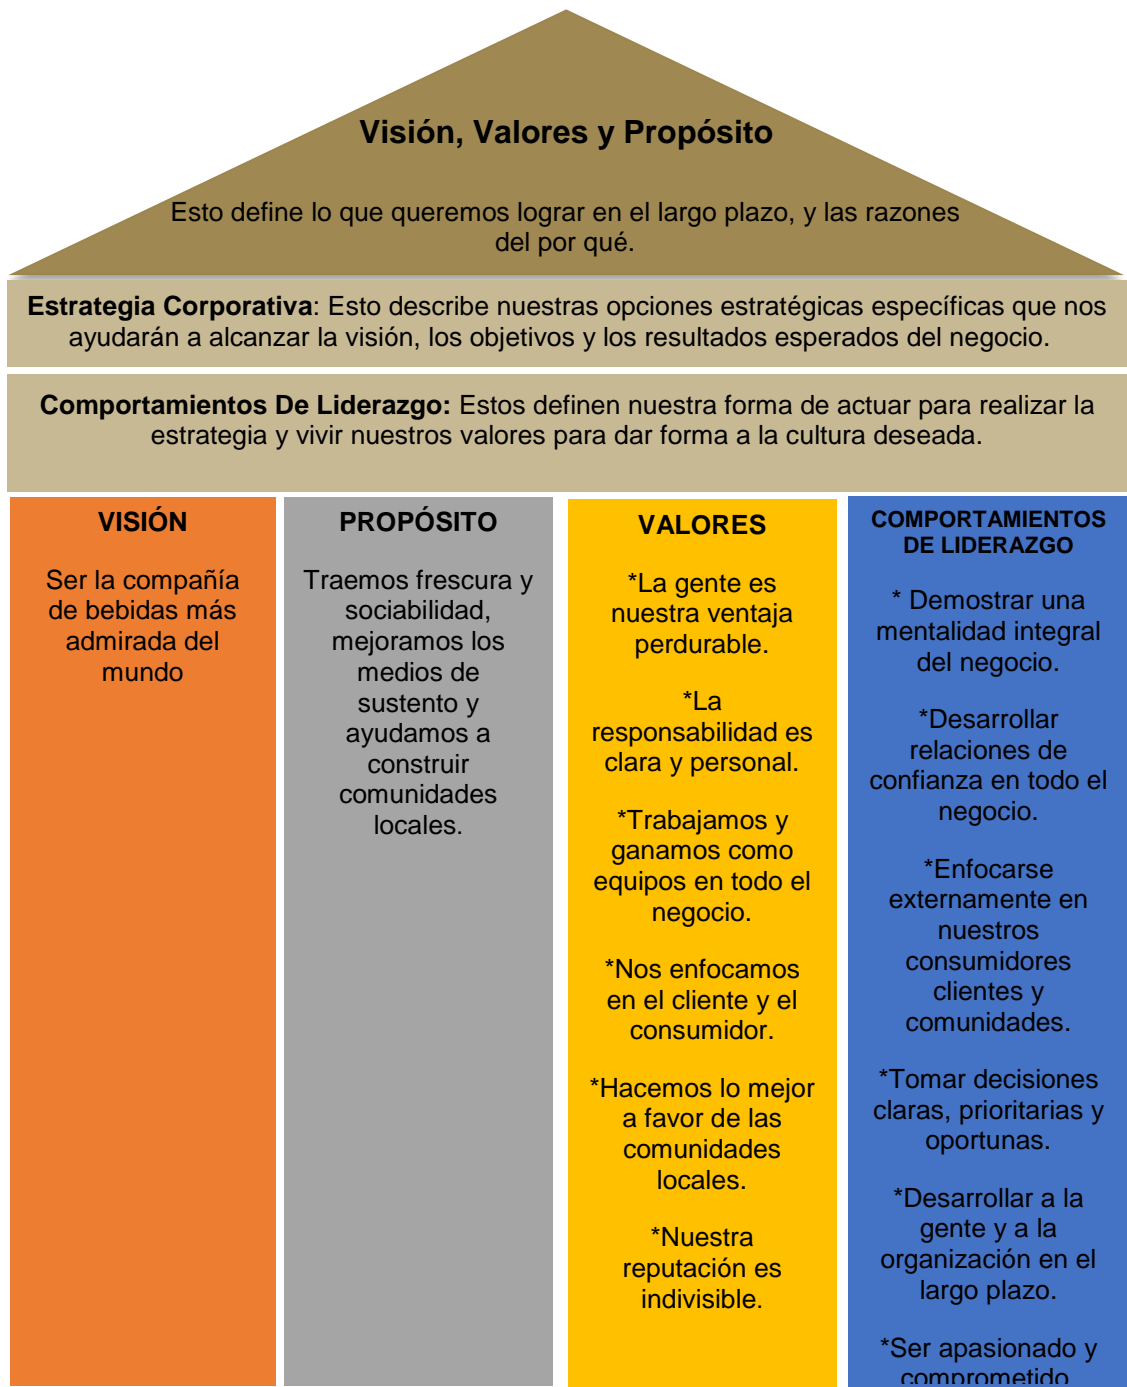 Visión, Valores y Propósito
Esto define lo que queremos lograr en el largo plazo, y las razones
del por qué.
Estrategia Corporativa: Esto describe nuestras opciones estratégicas específicas que nos
ayudarán a alcanzar la visión, los objetivos y los resultados esperados del negocio.
Comportamientos De Liderazgo: Estos definen nuestra forma de actuar para realizar la
estrategia y vivir nuestros valores para dar forma a la cultura deseada.
VISIÓN
Ser la compañía
de bebidas más
admirada del
mundo
PROPÓSITO
Traemos frescura y
sociabilidad,
mejoramos los
medios de
sustento y
ayudamos a
construir
comunidades
locales.
VALORES
*La gente es
nuestra ventaja
perdurable.
*La
responsabilidad es
clara y personal.
*Trabajamos y
ganamos como
equipos en todo el
negocio.
*Nos enfocamos
en el cliente y el
consumidor.
*Hacemos lo mejor
a favor de las
comunidades
locales.
*Nuestra
reputación es
indivisible.
COMPORTAMIENTOS
DE LIDERAZGO
* Demostrar una
mentalidad integral
del negocio.
*Desarrollar
relaciones de
confianza en todo el
negocio.
*Enfocarse
externamente en
nuestros
consumidores
clientes y
comunidades.
*Tomar decisiones
claras, prioritarias y
oportunas.
*Desarrollar a la
gente y a la
organización en el
largo plazo.
*Ser apasionado y
comprometido